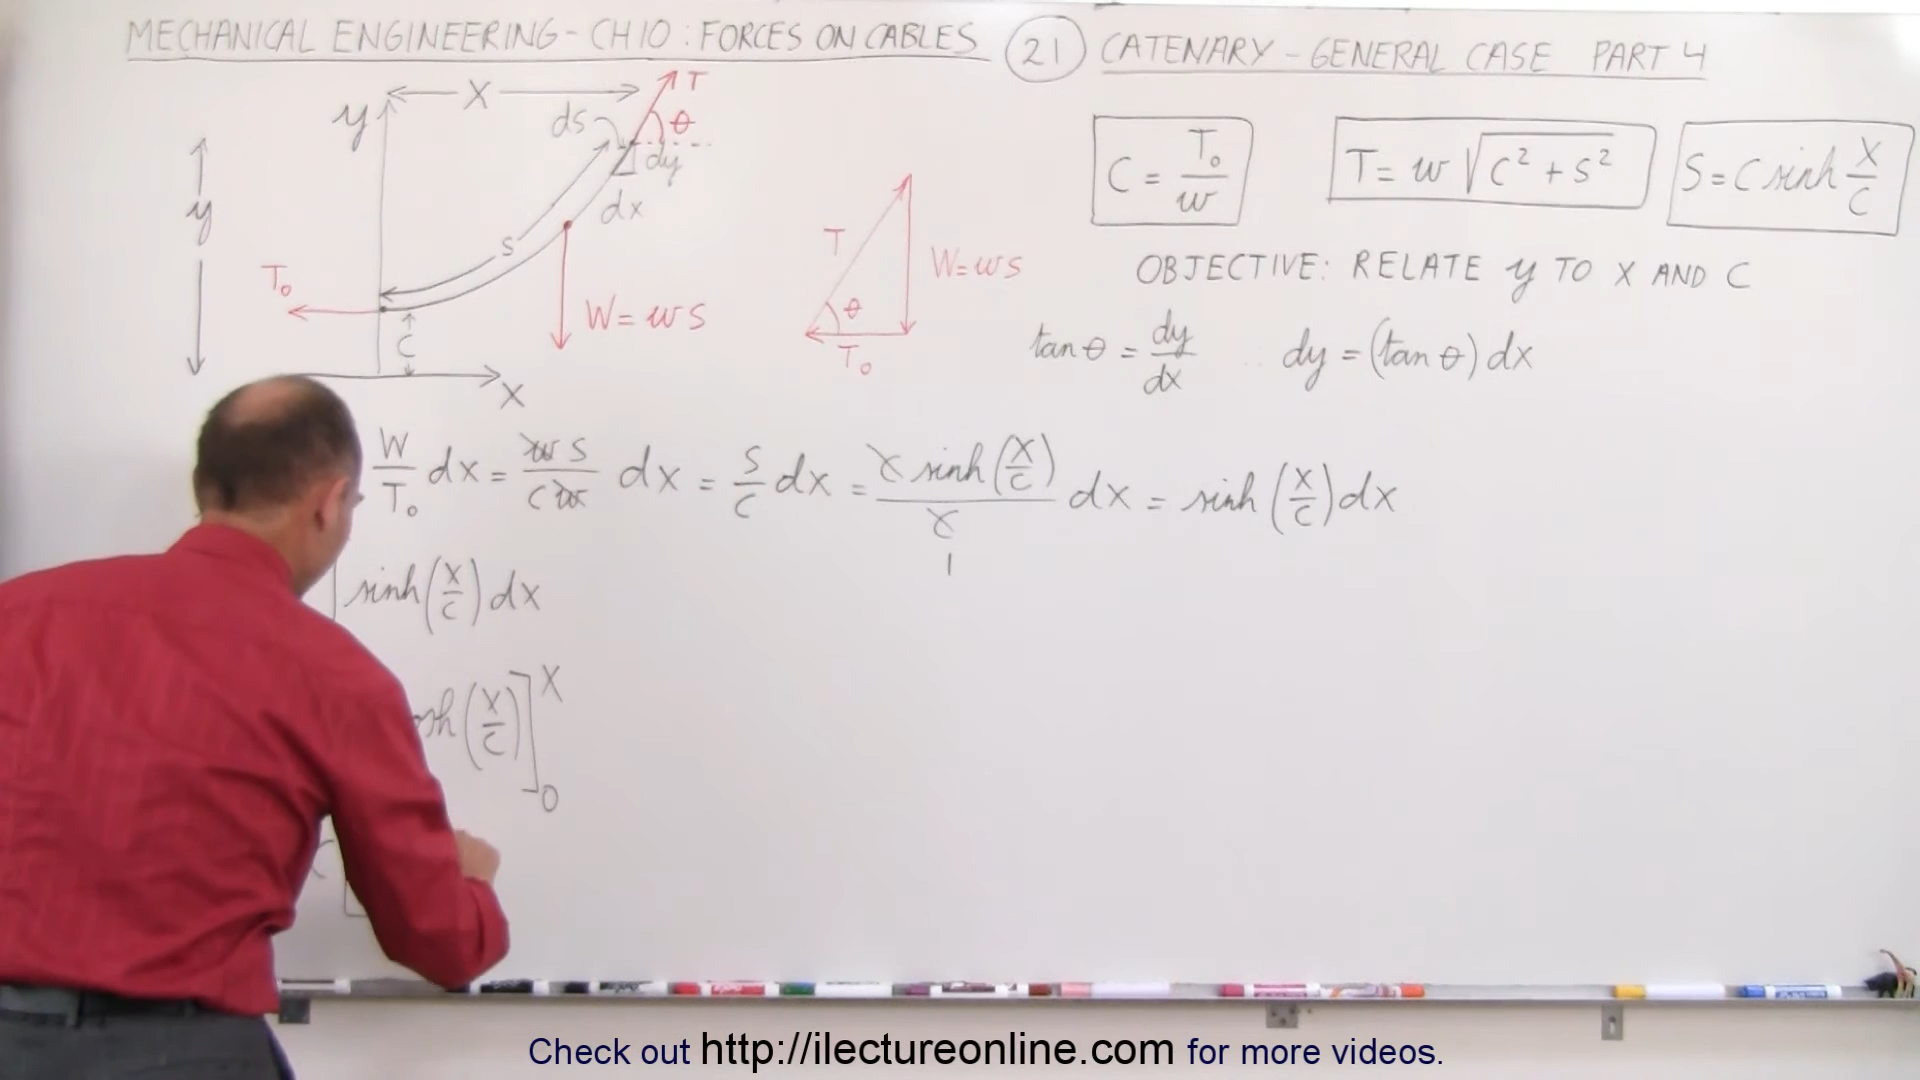 MECHANICAL ENGINEERING - CH 10 : FORCES ON CABLES (21) CATENARY - GENERAL CASE PART 4
y X ds T θ dy dx
y s T₀ W = ws C X
T W = ws θ T₀
C = T₀/w T = w√(c² + s²) S = C sinh X/C
OBJECTIVE: RELATE y TO X AND C
tan θ = dy/dx dy = (tan θ) dx
W/T₀ dx = ws/cw dx = s/c dx = c sinh(x/c)/c dx = sinh(x/c) dx
1
∫ sinh(x/c) dx
osh(x/c)]₀ˣ
Check out http://ilectureonline.com for more videos.